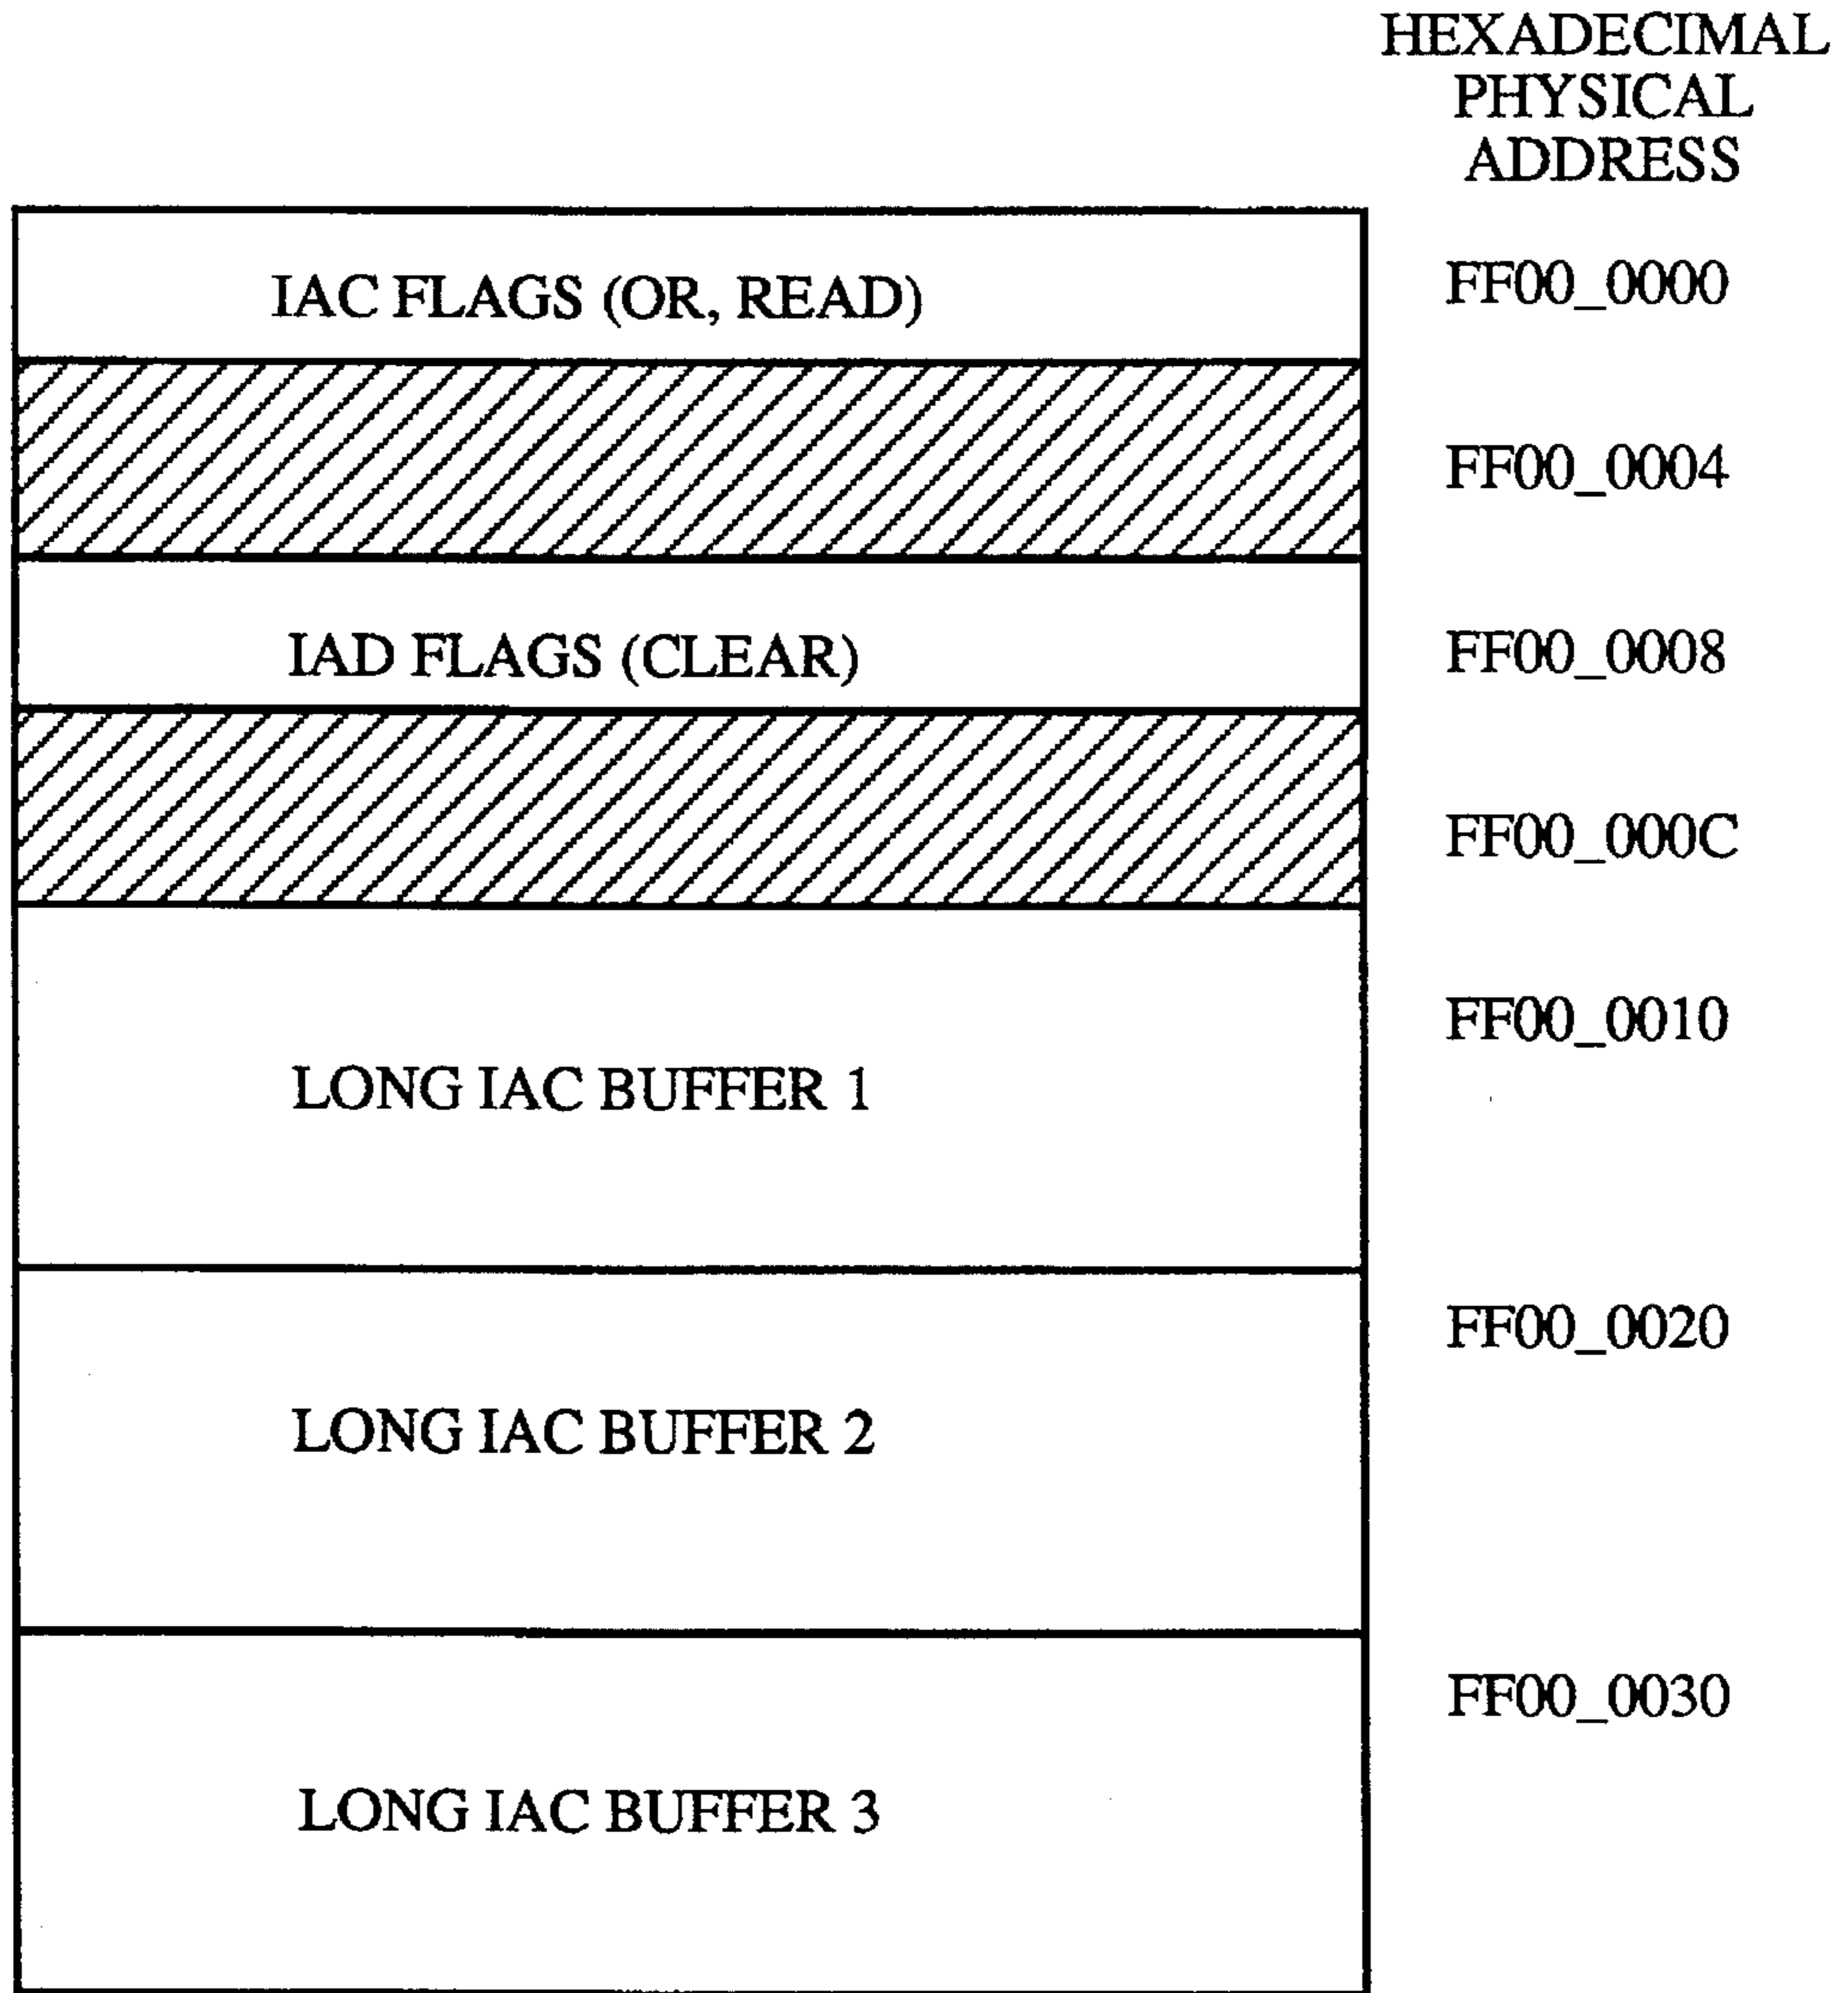 HEXADECIMAL
PHYSICAL
ADDRESS
IAC FLAGS (OR, READ) FF00_0000
FF00_0004
IAD FLAGS (CLEAR) FF00_0008
FF00_000C
FF00_0010
LONG IAC BUFFER 1
FF00_0020
LONG IAC BUFFER 2
FF00_0030
LONG IAC BUFFER 3